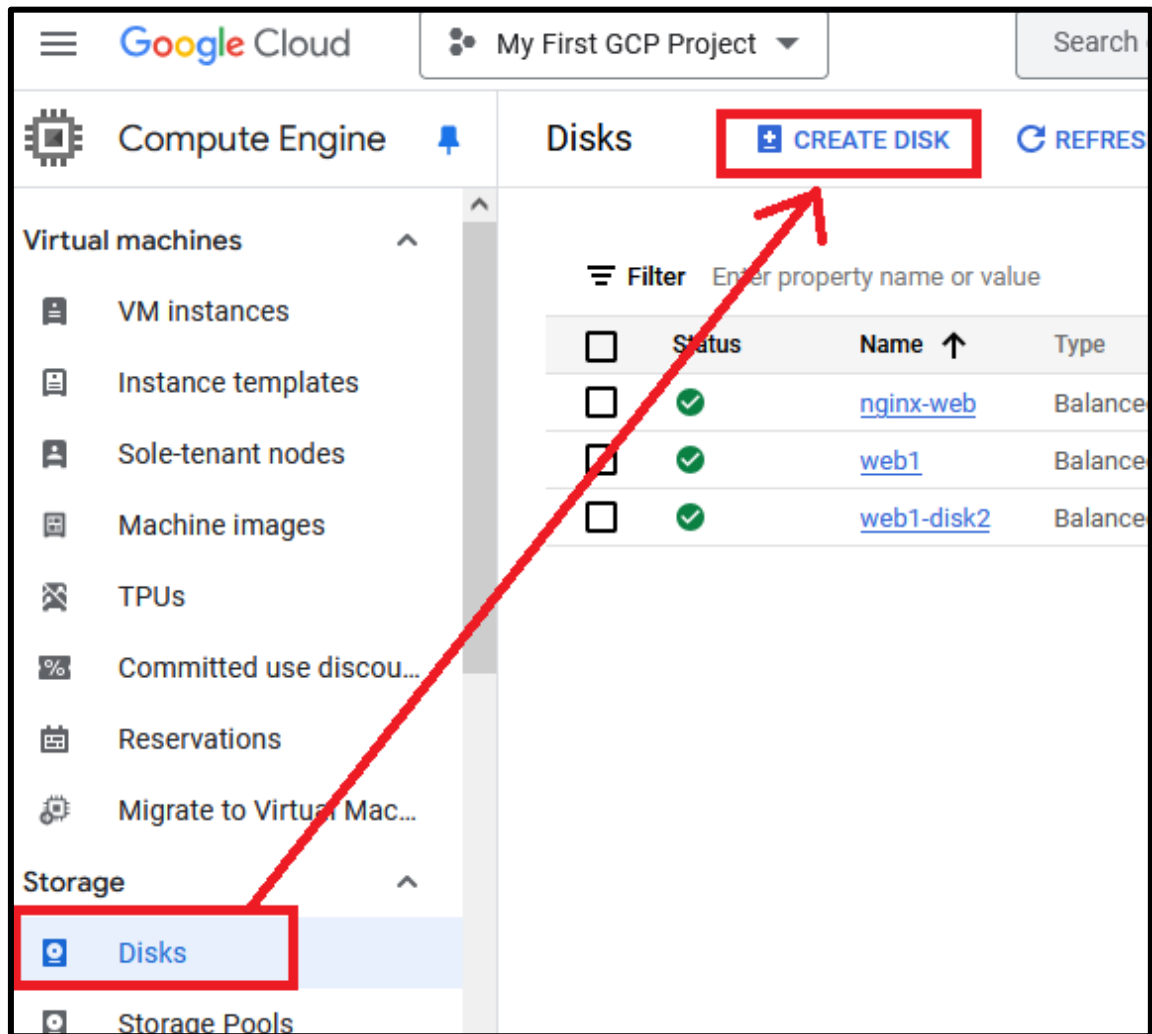 Google Cloud
My First GCP Project
Search
Compute Engine
Disks
CREATE DISK
REFRES
Virtual machines
VM instances
Instance templates
Sole-tenant nodes
Machine images
TPUs
Committed use discou...
Reservations
Migrate to Virtual Mac...
Storage
Disks
Storage Pools
Filter Enter property name or value
Status Name Type
nginx-web Balance
web1 Balance
web1-disk2 Balance